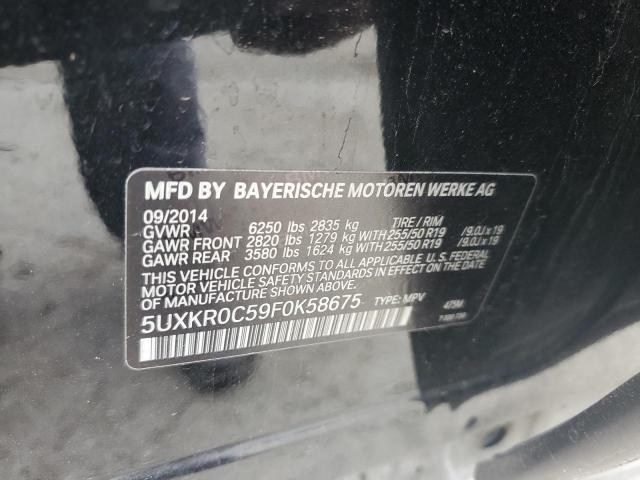 MFD BY BAYERISCHE MOTOREN WERKE AG
09/2014
GVWR 6250 lbs 2835 kg TIRE / RIM
GAWR FRONT 2820 lbs 1279 kg WITH 255/50 R19 / 9.0J x 19
GAWR REAR 3580 lbs 1624 kg WITH 255/50 R19 / 9.0J x 19
THIS VEHICLE CONFORMS TO ALL APPLICABLE U.S. FEDERAL
MOTOR VEHICLE SAFETY STANDARDS IN EFFECT ON THE
DATE OF MANUFACTURE SHOWN ABOVE.
5UXKR0C59F0K58675 TYPE: MPV 475M